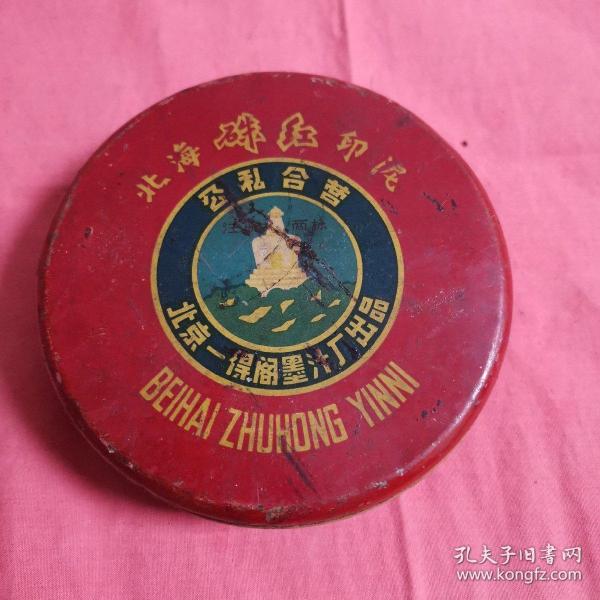 北海硃红印泥
公私合营
北京一得阁墨汁厂出品
BEIHAI ZHUHONG YINNI
孔夫子旧書网
www.kongfz.com